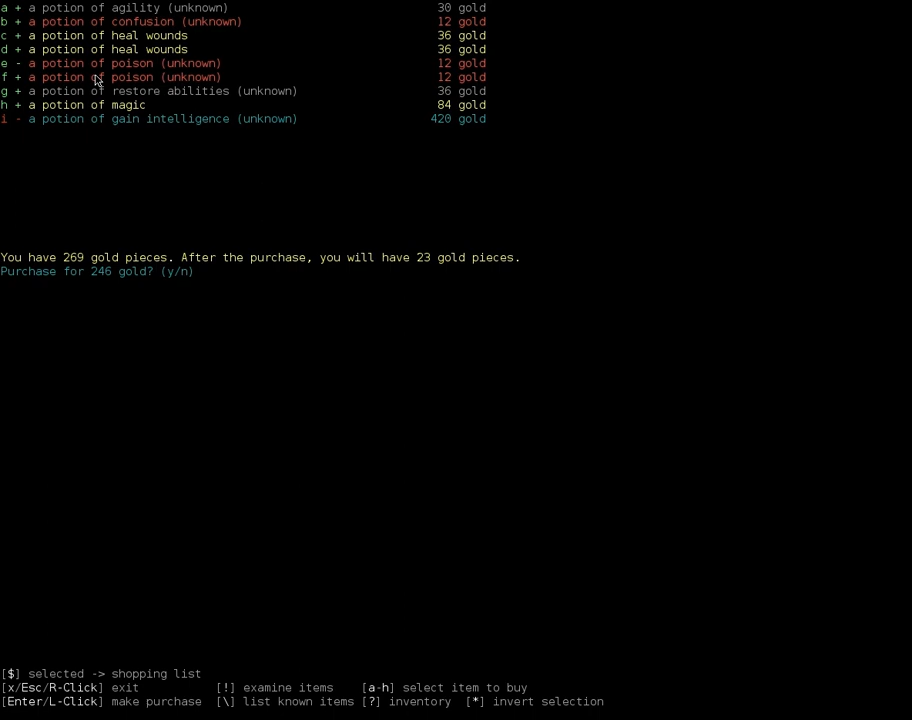 a + a potion of agility (unknown) 30 gold
b + a potion of confusion (unknown) 12 gold
c + a potion of heal wounds 36 gold
d + a potion of heal wounds 36 gold
e - a potion of poison (unknown) 12 gold
f + a potion of poison (unknown) 12 gold
g + a potion of restore abilities (unknown) 36 gold
h + a potion of magic 84 gold
i - a potion of gain intelligence (unknown) 420 gold
You have 269 gold pieces. After the purchase, you will have 23 gold pieces.
Purchase for 246 gold? (y/n)
[$] selected -> shopping list
[x/Esc/R-Click] exit [!] examine items [a-h] select item to buy
[Enter/L-Click] make purchase [\] list known items [?] inventory [*] invert selection